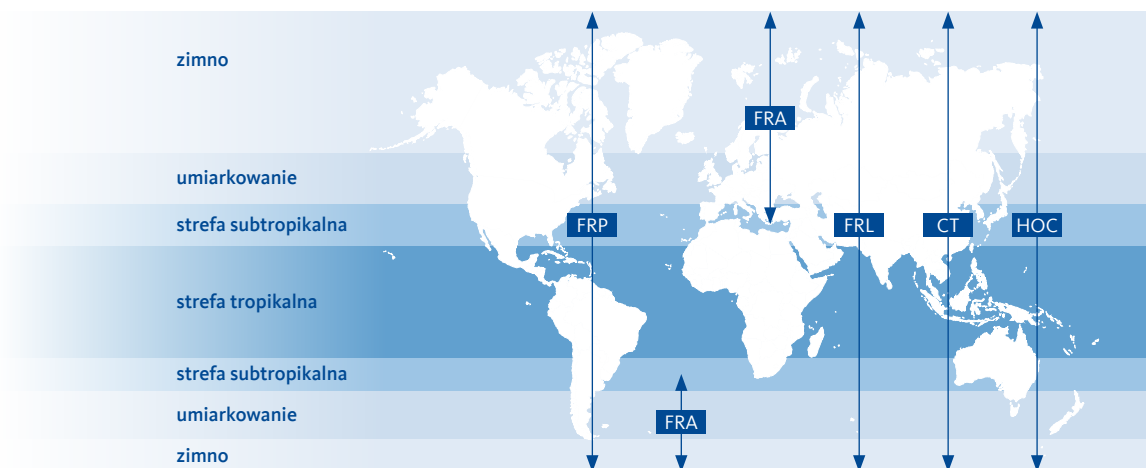 zimno
FRA
umiarkowanie
strefa subtropikalna
FRP
FRL
CT
HOC
strefa tropikalna
strefa subtropikalna
umiarkowanie
FRA
zimno